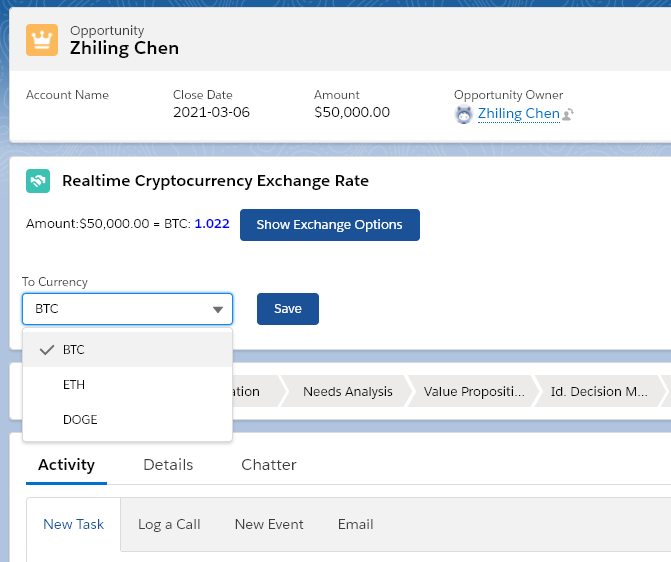 Opportunity
Zhiling Chen
Account Name Close Date Amount Opportunity Owner
2021-03-06 $50,000.00 Zhiling Chen
Realtime Cryptocurrency Exchange Rate
Amount:$50,000.00 = BTC: 1.022 Show Exchange Options
To Currency
BTC Save
BTC
ETH
DOGE
ation Needs Analysis Value Propositi... Id. Decision M...
Activity Details Chatter
New Task Log a Call New Event Email